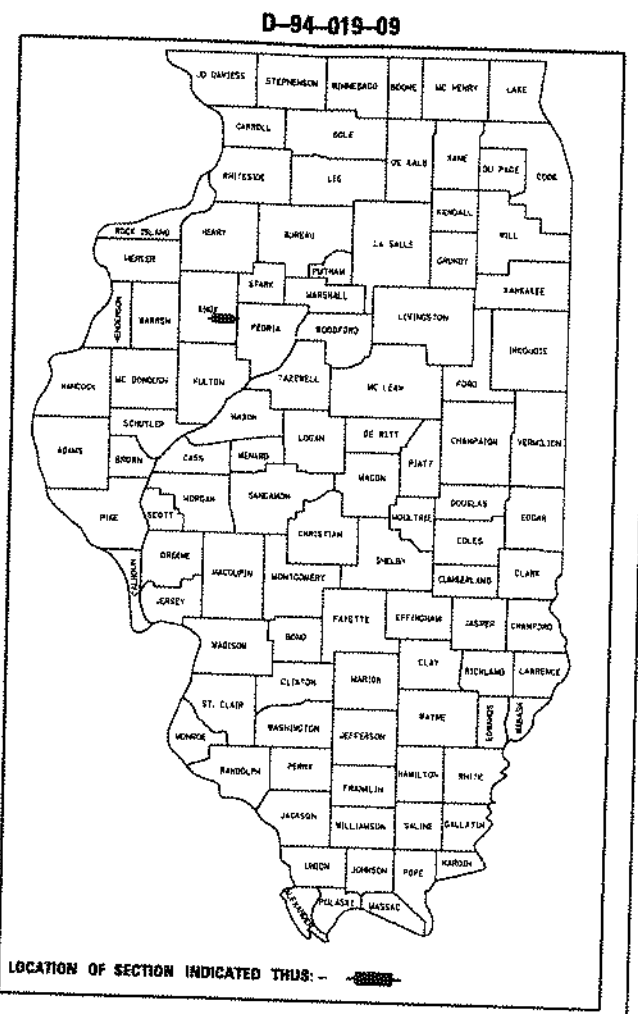 D-94-019-09
JO DAVIESS STEPHENSON WINNEBAGO BOONE MC HENRY LAKE
CARROLL OGLE
DE KALB KANE DU PAGE COOK
WHITESIDE LEE
KENDALL
ROCK ISLAND HENRY BUREAU LA SALLE WILL
MERCER PUTNAM GRUNDY
STARK MARSHALL KANKAKEE
HENDERSON WARREN KNOX PEORIA WOODFORD LIVINGSTON
IROQUOIS
HANCOCK MC DONOUGH FULTON TAZEWELL MC LEAN FORD
SCHUYLER MASON
LOGAN DE WITT CHAMPAIGN VERMILION
ADAMS BROWN CASS MENARD PIATT
MACON
PIKE SCOTT MORGAN SANGAMON DOUGLAS
MOULTRIE EDGAR
CHRISTIAN COLES
GREENE SHELBY
CALHOUN MACOUPIN MONTGOMERY CUMBERLAND CLARK
JERSEY
FAYETTE EFFINGHAM JASPER CRAWFORD
MADISON BOND
CLAY RICHLAND LAWRENCE
CLINTON MARION
ST. CLAIR WAYNE EDWARDS WABASH
MONROE WASHINGTON JEFFERSON
RANDOLPH PERRY HAMILTON WHITE
FRANKLIN
JACKSON WILLIAMSON SALINE GALLATIN
UNION JOHNSON POPE HARDIN
ALEXANDER PULASKI MASSAC
LOCATION OF SECTION INDICATED THUS: -